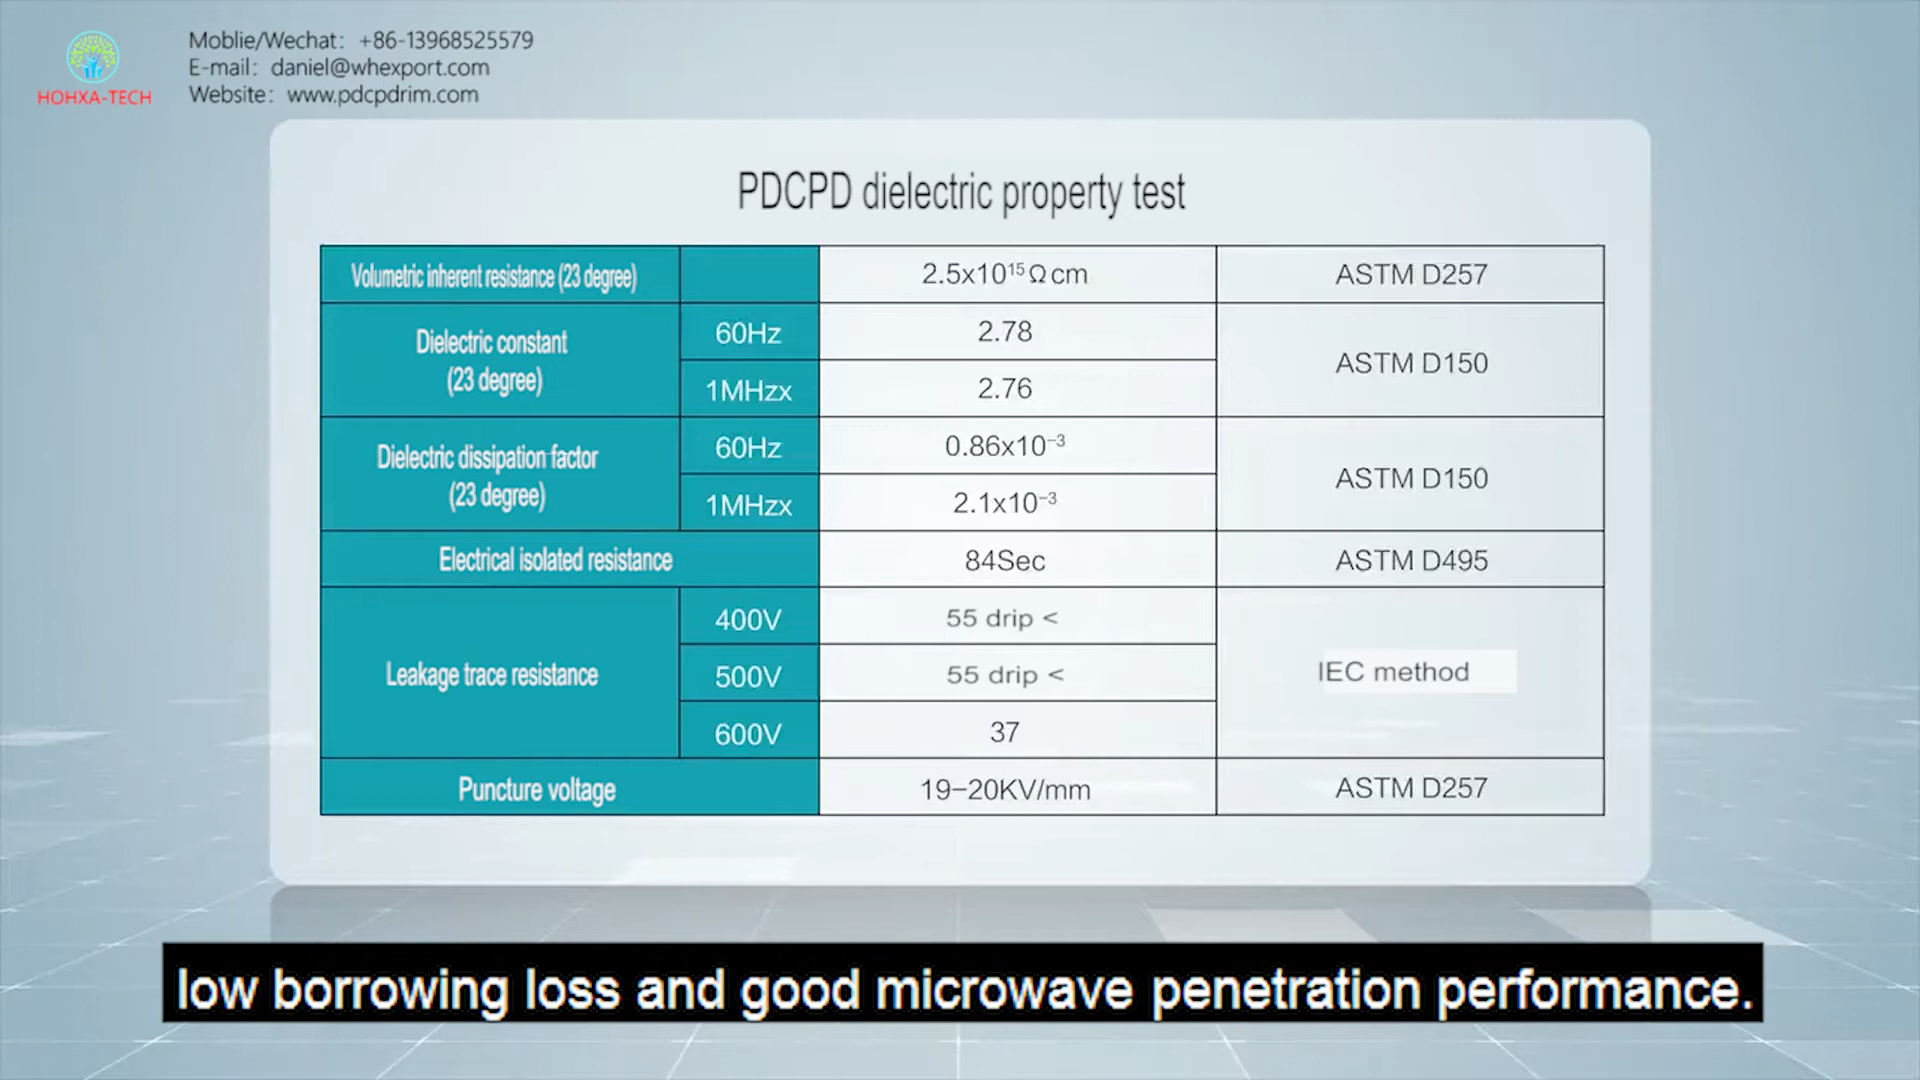 HOHXA-TECH
Moblie/Wechat: +86-13968525579
E-mail: daniel@whexport.com
Website: www.pdcpdrim.com
PDCPD dielectric property test
Volumetric inherent resistance (23 degree) 2.5x10¹⁵Ωcm ASTM D257
Dielectric constant
(23 degree)
60Hz 2.78
1MHzx 2.76
ASTM D150
Dielectric dissipation factor
(23 degree)
60Hz 0.86x10⁻³
1MHzx 2.1x10⁻³
ASTM D150
Electrical isolated resistance 84Sec ASTM D495
Leakage trace resistance
400V 55 drip <
500V 55 drip <
600V 37
IEC method
Puncture voltage 19-20KV/mm ASTM D257
low borrowing loss and good microwave penetration performance.